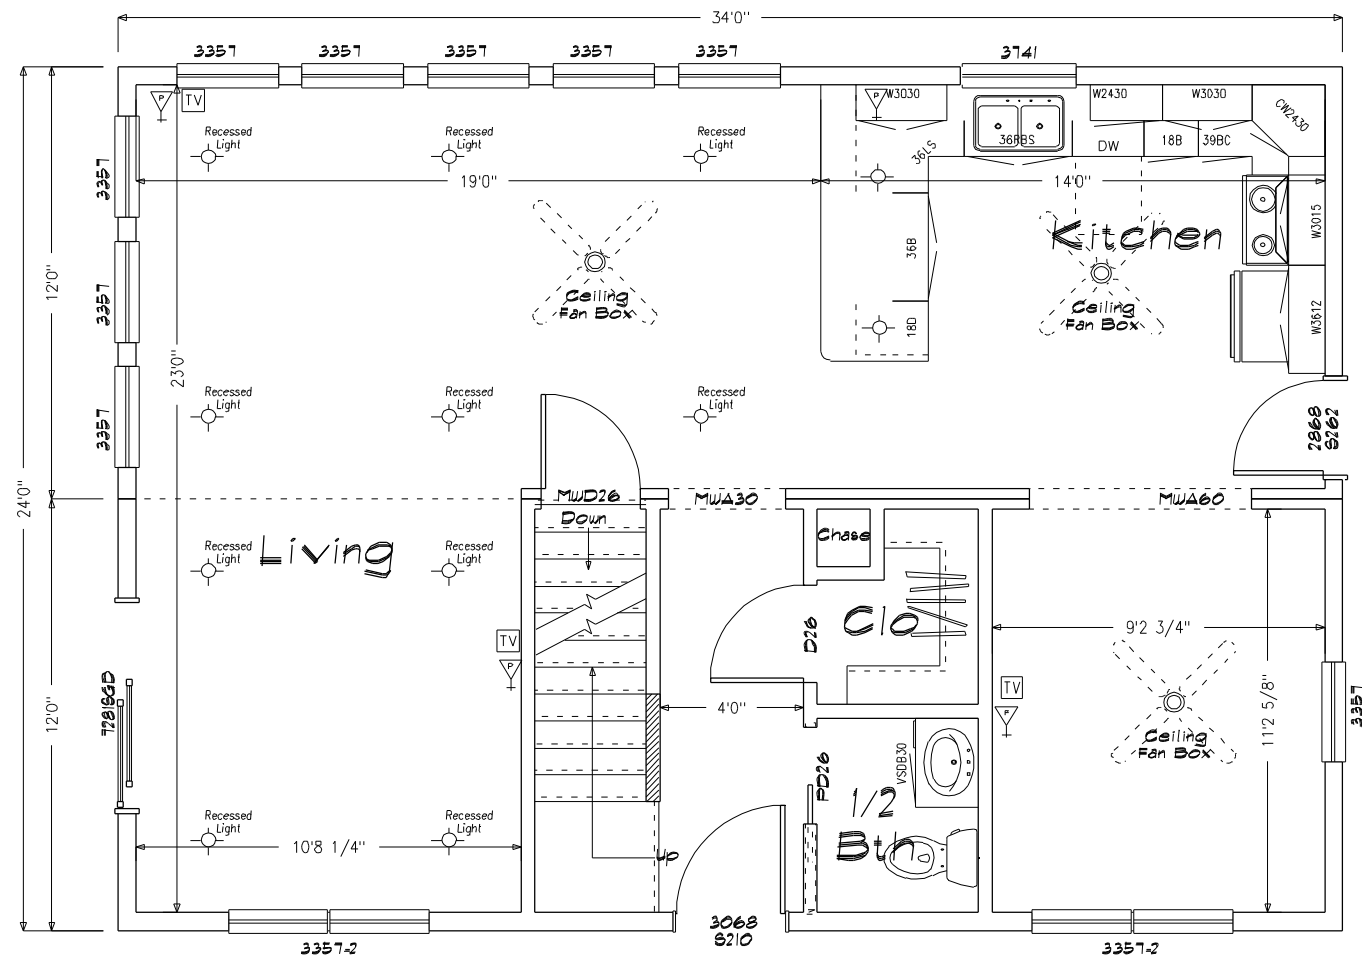 34'0"
3357
3357
3357
3357
3357
3741
P
TV
Recessed
Light
Recessed
Light
Recessed
Light
P
W3030
W2430
W3030
CW2430
36RBS
DW
18B
39BC
36LS
3357
19'0"
14'0"
Kitchen
W3015
36B
12'0"
3357
Ceiling
Fan Box
Ceiling
Fan Box
18D
W3612
23'0"
3357
Recessed
Light
Recessed
Light
Recessed
Light
2868
S262
24'0"
MWD26
MWA30
MWA60
Down
Chase
Living
Recessed
Light
Recessed
Light
D26
Clo
9'2 3/4"
TV
P
7281SGD
12'0"
4'0"
TV
P
11'2 5/8"
3357
Ceiling
Fan Box
VSDB30
PD26
1/2
Bth
Recessed
Light
Recessed
Light
10'8 1/4"
up
3068
S210
3357-2
3357-2